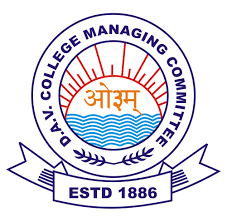 D.A.V. COLLEGE MANAGING COMMITTEE
ओ३म्
ESTD 1886